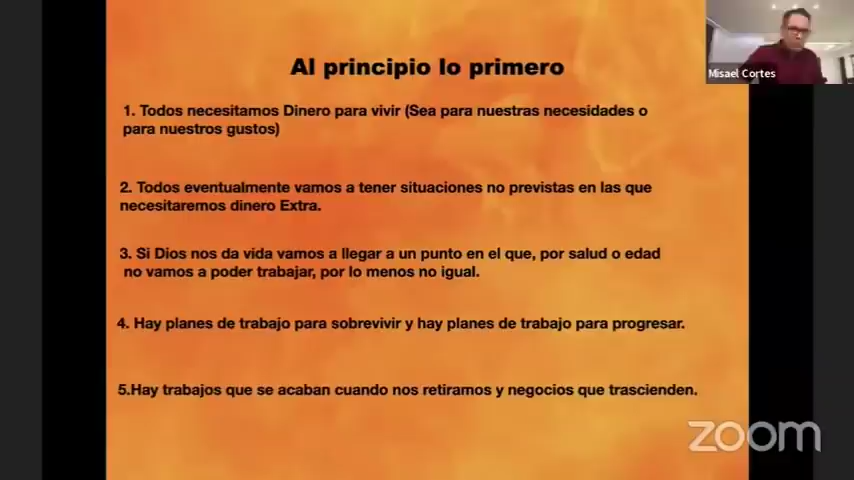 Al principio lo primero
Misael Cortes
1. Todos necesitamos Dinero para vivir (Sea para nuestras necesidades o
para nuestros gustos)
2. Todos eventualmente vamos a tener situaciones no previstas en las que
necesitaremos dinero Extra.
3. Si Dios nos da vida vamos a llegar a un punto en el que, por salud o edad
no vamos a poder trabajar, por lo menos no igual.
4. Hay planes de trabajo para sobrevivir y hay planes de trabajo para progresar.
5.Hay trabajos que se acaban cuando nos retiramos y negocios que trascienden.
zoom